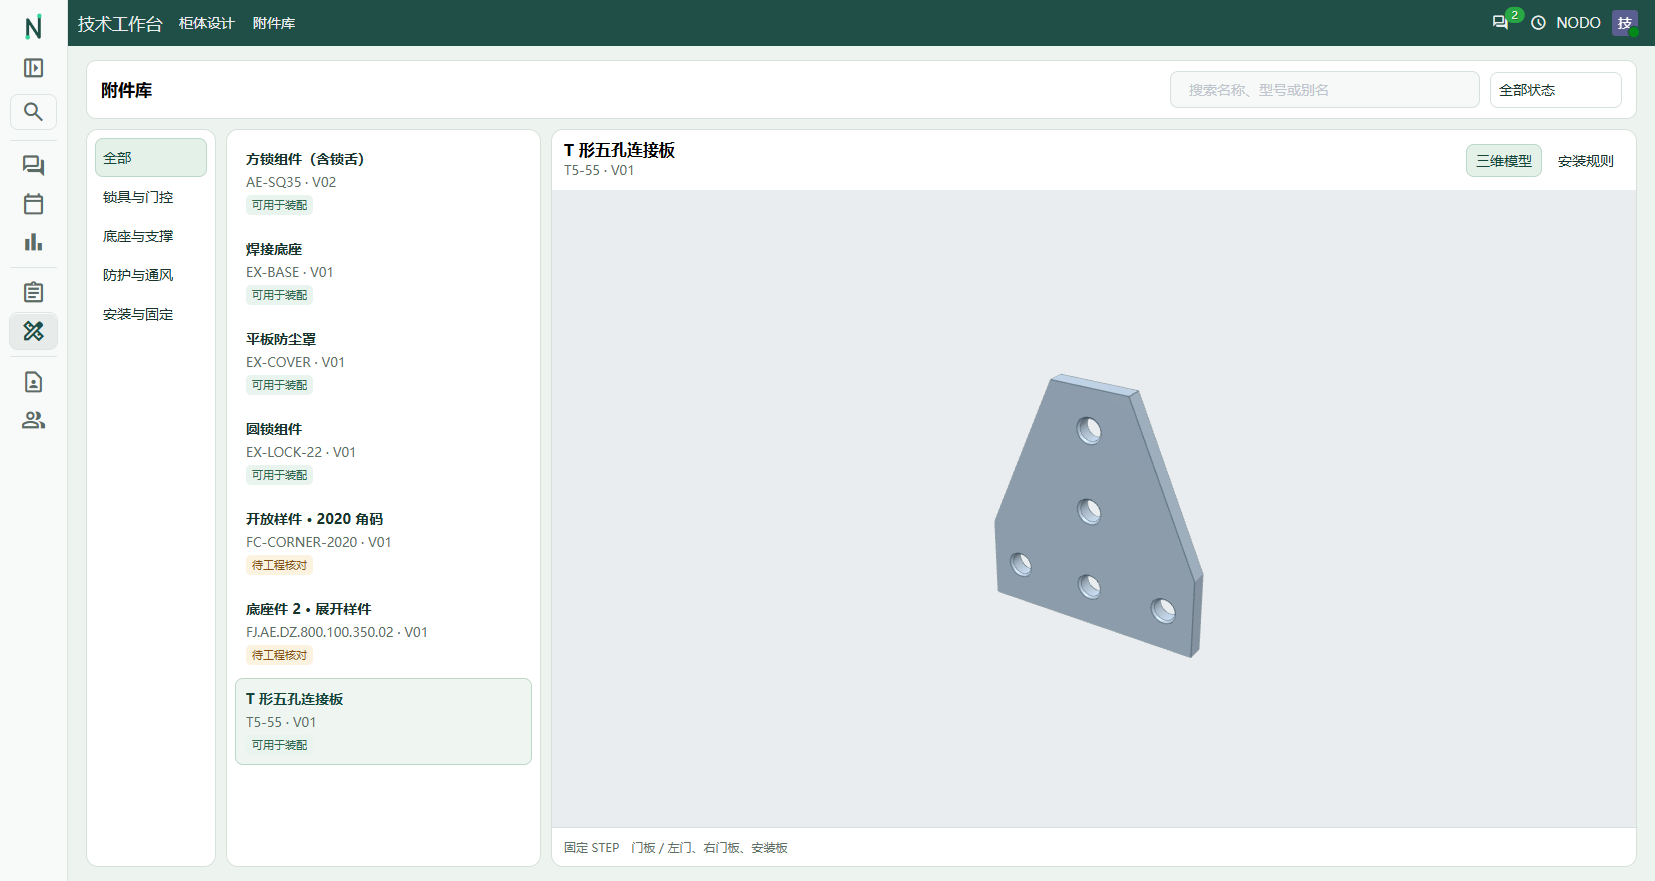 技术工作台 柜体设计 附件库
2 NODO 技
附件库
搜索名称、型号或别名
全部状态
全部
锁具与门控
底座与支撑
防护与通风
安装与固定
方锁组件（含锁舌）
AE-SQ35 · V02
可用于装配
焊接底座
EX-BASE · V01
可用于装配
平板防尘罩
EX-COVER · V01
可用于装配
圆锁组件
EX-LOCK-22 · V01
可用于装配
开放样件 • 2020 角码
FC-CORNER-2020 · V01
待工程核对
底座件 2 • 展开样件
FJ.AE.DZ.800.100.350.02 · V01
待工程核对
T 形五孔连接板
T5-55 · V01
可用于装配
T 形五孔连接板
T5-55 · V01
三维模型 安装规则
固定 STEP 门板 / 左门、右门板、安装板